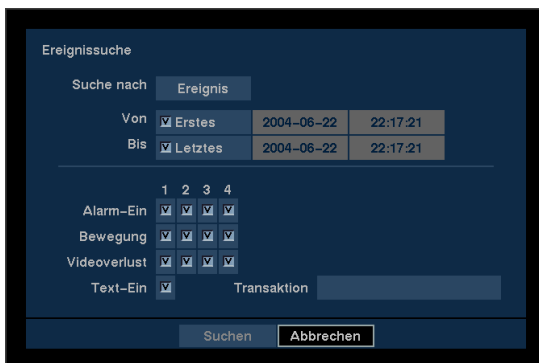 Ereignissuche
Suche nach Ereignis
Von Erstes 2004-06-22 22:17:21
Bis Letztes 2004-06-22 22:17:21
1 2 3 4
Alarm-Ein
Bewegung
Videoverlust
Text-Ein Transaktion
Suchen Abbrechen